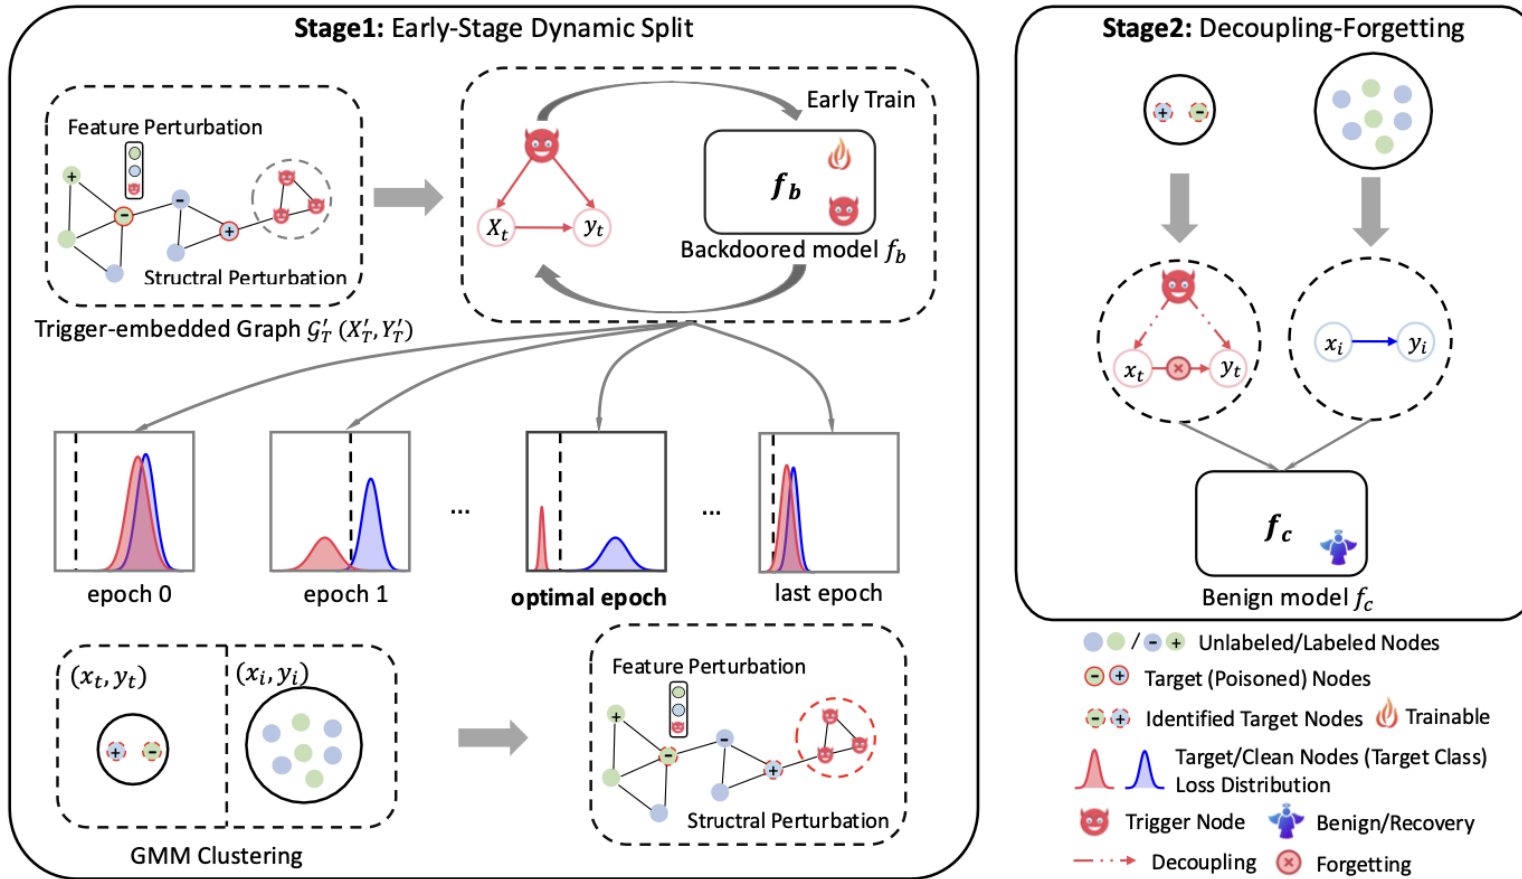 Stage1: Early-Stage Dynamic Split
Feature Perturbation
+
-
-
+
Structral Perturbation
Trigger-embedded Graph 𝒢′_T (X′_T, Y′_T)
Early Train
X_t
y_t
f_b
Backdoored model f_b
epoch 0
epoch 1
...
optimal epoch
...
last epoch
(x_t, y_t)
(x_i, y_i)
+
-
GMM Clustering
Feature Perturbation
+
-
-
+
Structral Perturbation
Stage2: Decoupling-Forgetting
+
-
x_t
y_t
x_i
y_i
f_c
Benign model f_c
/ - + Unlabeled/Labeled Nodes
- + Target (Poisoned) Nodes
- + Identified Target Nodes
Trainable
Target/Clean Nodes (Target Class)
Loss Distribution
Trigger Node
Benign/Recovery
Decoupling
Forgetting